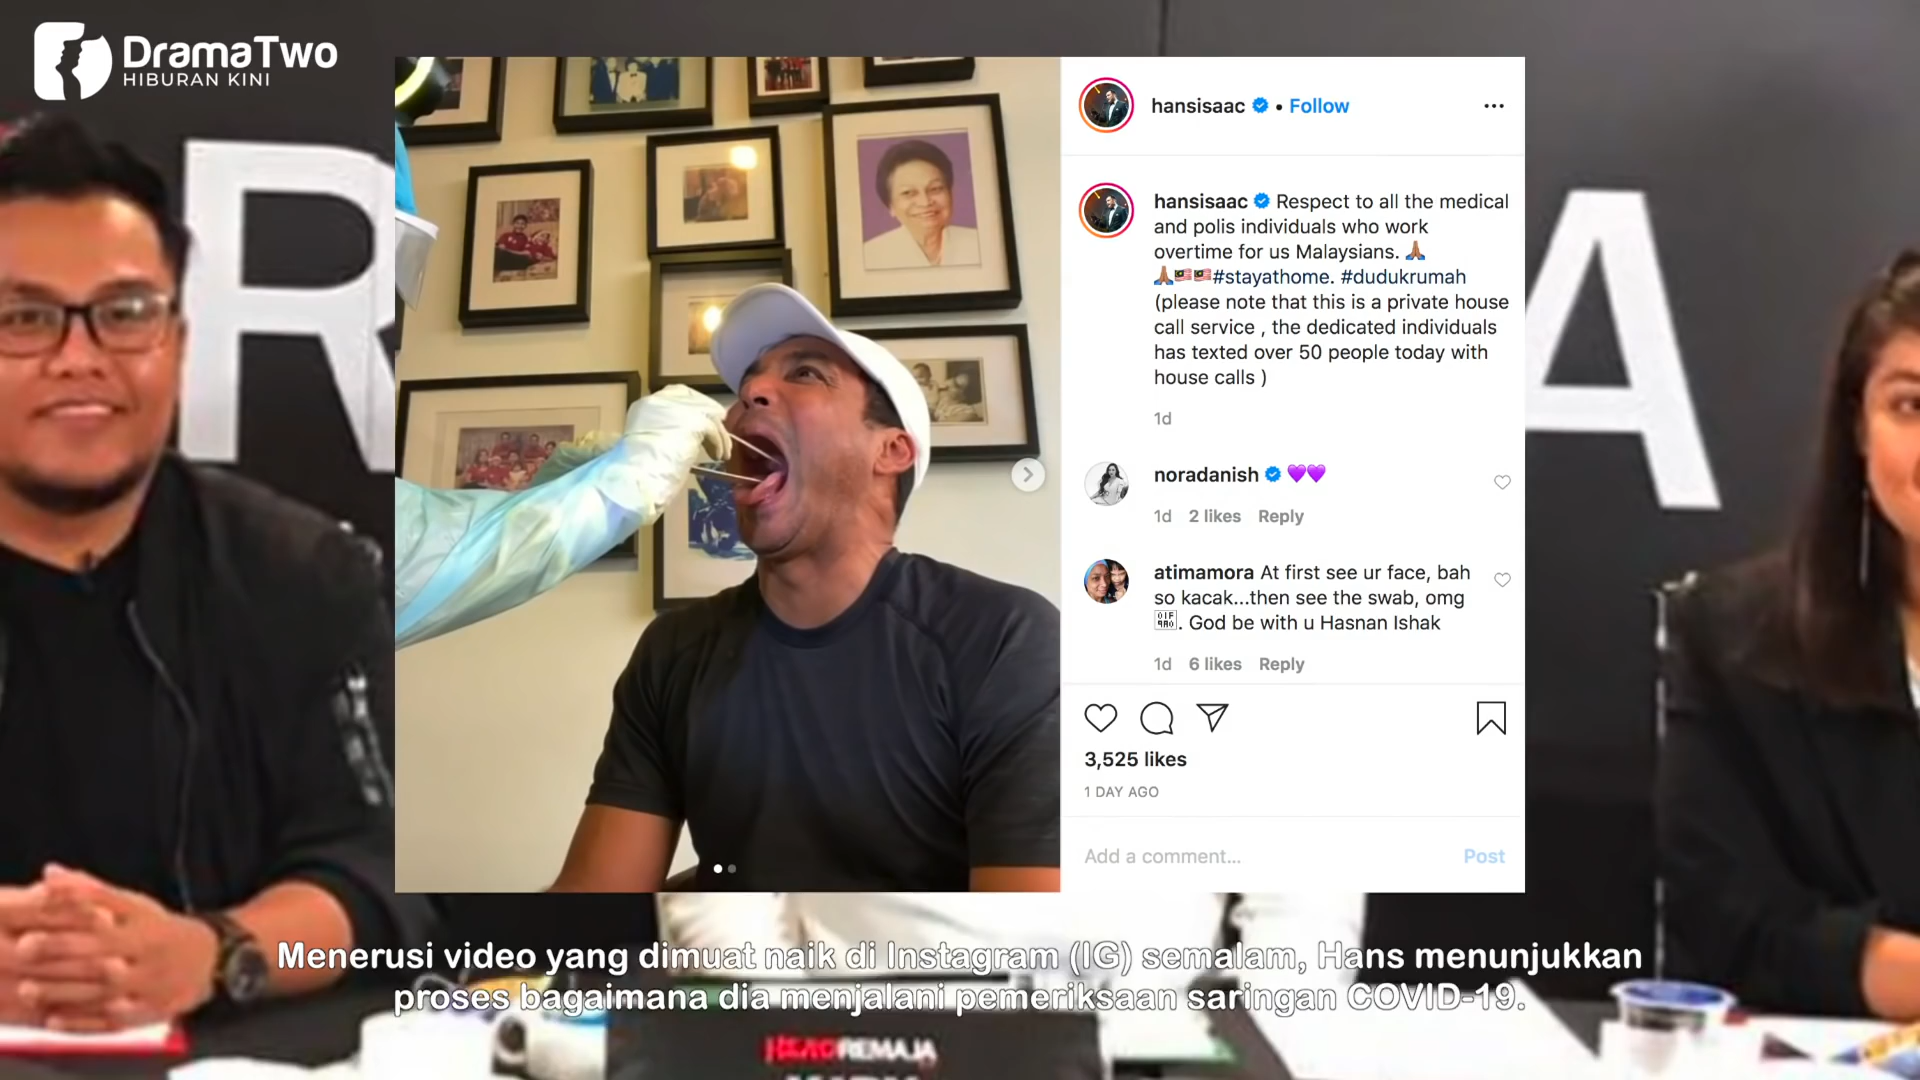 DramaTwo
HIBURAN KINI
R
A
hansisaac • Follow
hansisaac Respect to all the medical
and polis individuals who work
overtime for us Malaysians. 🙏🏽
🙏🏽🇲🇾🇲🇾#stayathome. #dudukrumah
(please note that this is a private house
call service , the dedicated individuals
has texted over 50 people today with
house calls )
1d
noradanish 💜💜
1d 2 likes Reply
atimamora At first see ur face, bah
so kacak...then see the swab, omg
. God be with u Hasnan Ishak
1d 6 likes Reply
3,525 likes
1 DAY AGO
Add a comment... Post
Menerusi video yang dimuat naik di Instagram (IG) semalam, Hans menunjukkan
proses bagaimana dia menjalani pemeriksaan saringan COVID-19.
HERO REMAJA